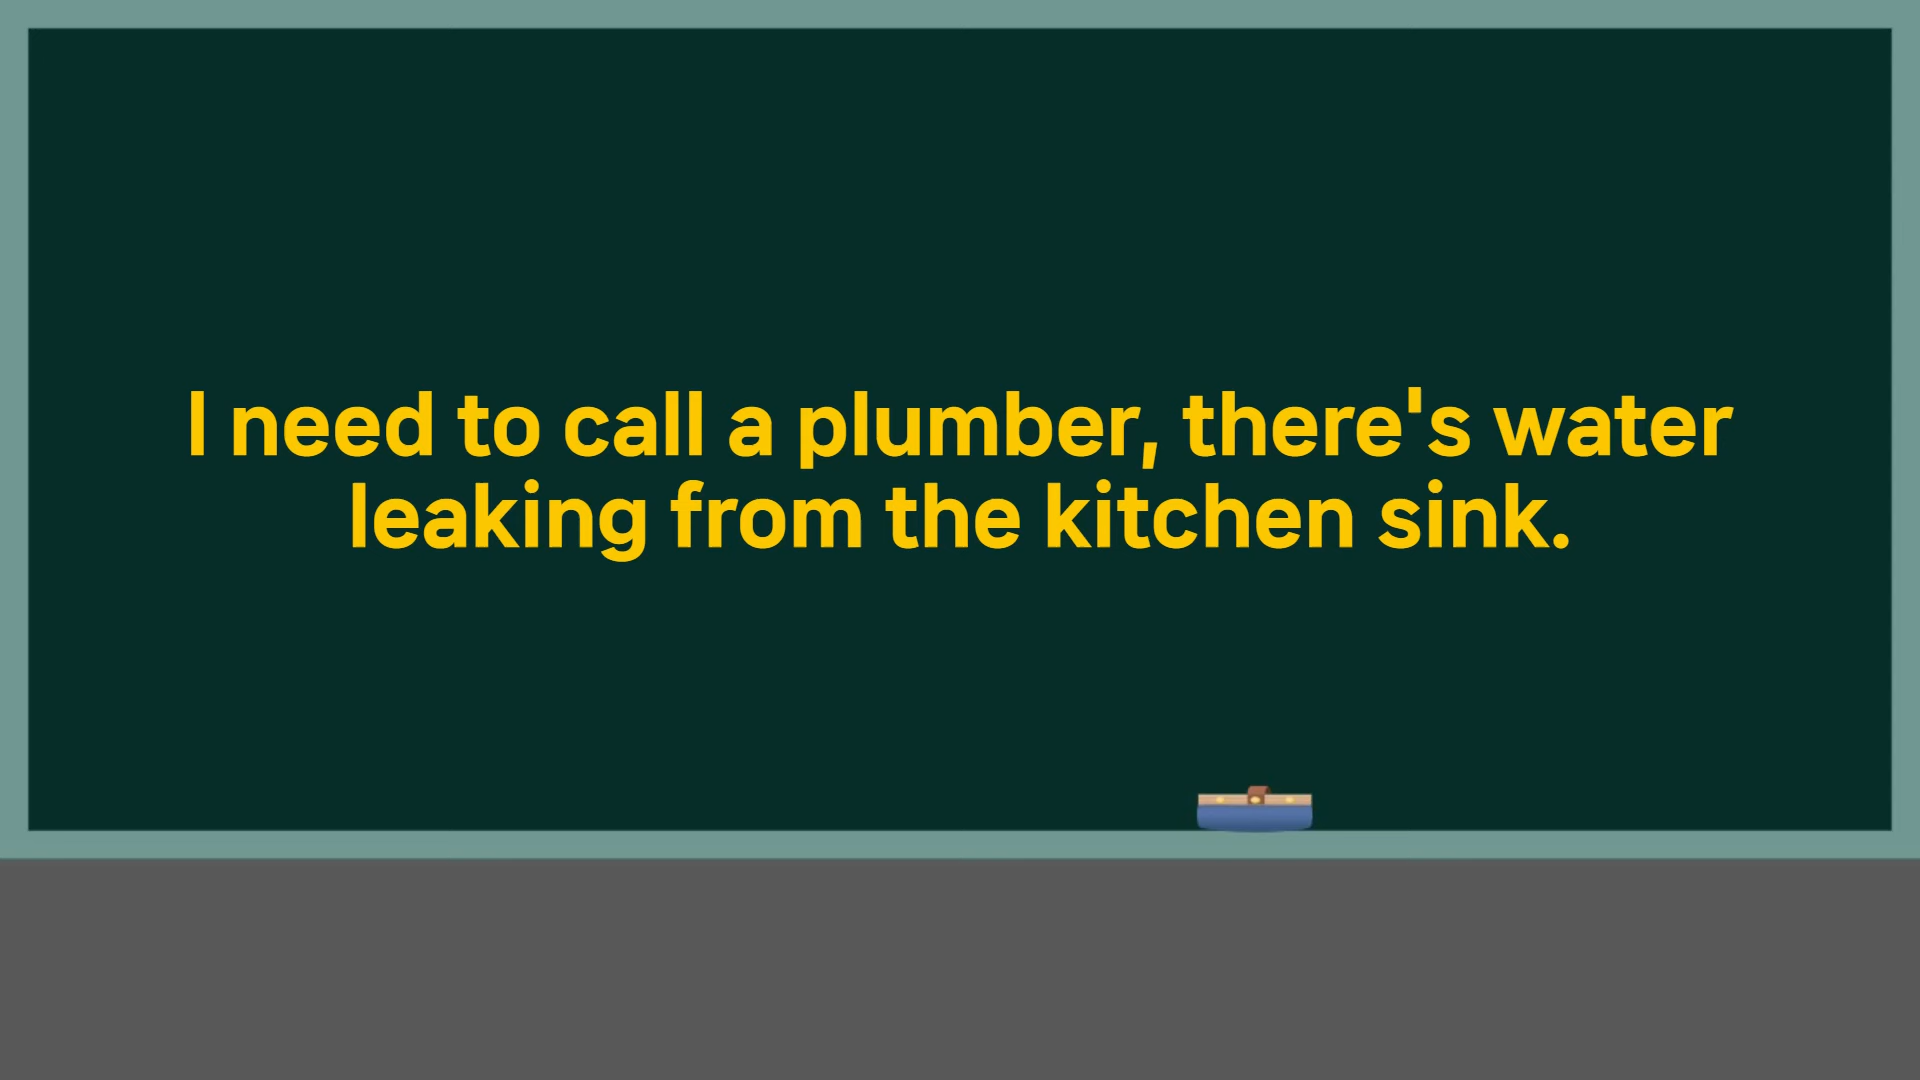 I need to call a plumber, there's water
leaking from the kitchen sink.